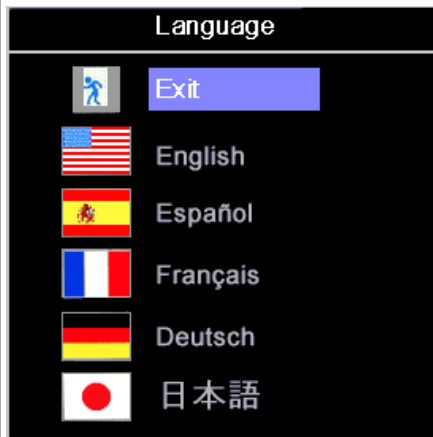 Language
Exit
English
Español
Français
Deutsch
日本語